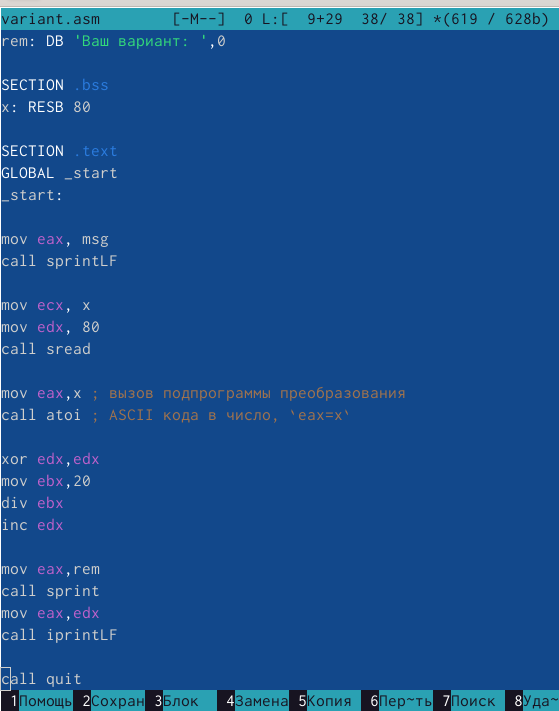 variant.asm [-M--] 0 L:[ 9+29 38/ 38] *(619 / 628b)
rem: DB 'Ваш вариант: ',0
SECTION .bss
x: RESB 80
SECTION .text
GLOBAL _start
_start:
mov eax, msg
call sprintLF
mov ecx, x
mov edx, 80
call sread
mov eax,x ; вызов подпрограммы преобразования
call atoi ; ASCII кода в число, `eax=x`
xor edx,edx
mov ebx,20
div ebx
inc edx
mov eax,rem
call sprint
mov eax,edx
call iprintLF
call quit
1Помощь 2Сохран 3Блок 4Замена 5Копия 6Пер~ть 7Поиск 8Уда~